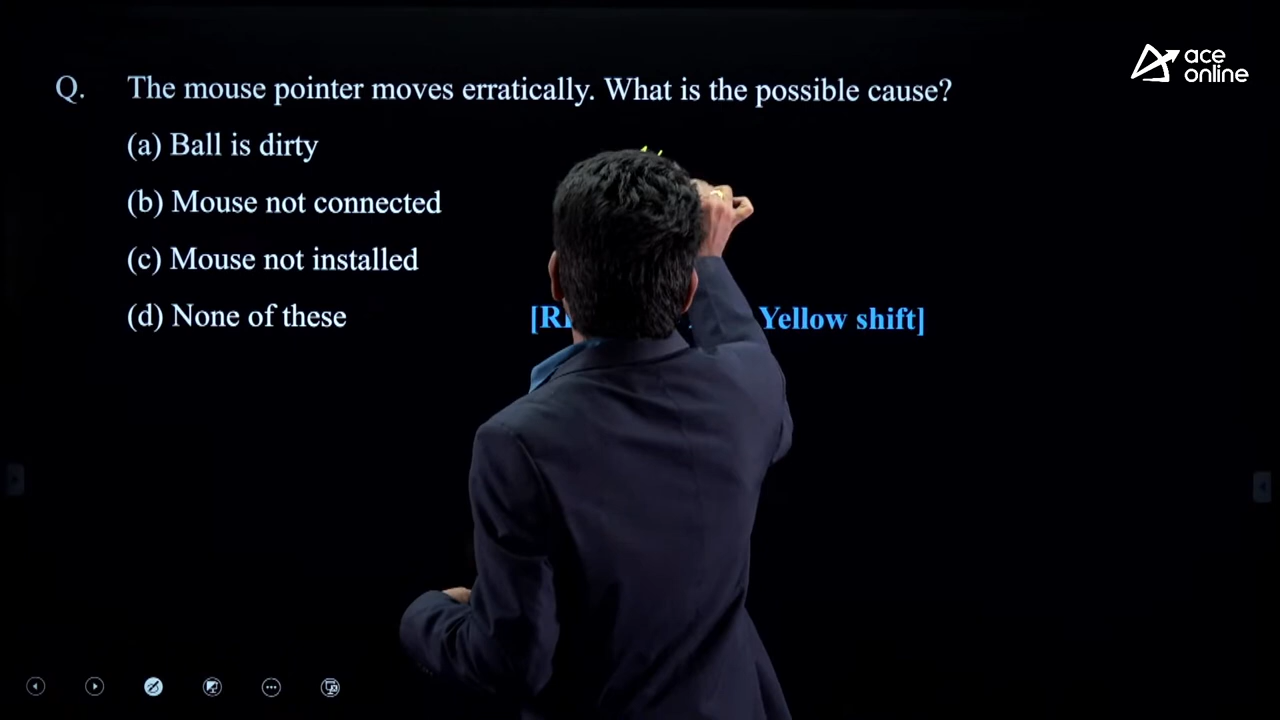 ace
online
Q. The mouse pointer moves erratically. What is the possible cause?
(a) Ball is dirty
(b) Mouse not connected
(c) Mouse not installed
(d) None of these
Yellow shift]